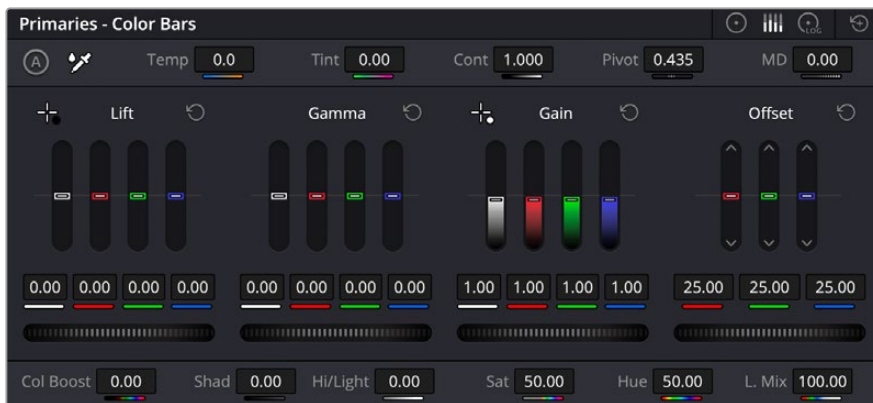 Primaries - Color Bars
LOG
A Temp 0.0 Tint 0.00 Cont 1.000 Pivot 0.435 MD 0.00
Lift Gamma Gain Offset
0.00 0.00 0.00 0.00 0.00 0.00 0.00 0.00 1.00 1.00 1.00 1.00 25.00 25.00 25.00
Col Boost 0.00 Shad 0.00 Hi/Light 0.00 Sat 50.00 Hue 50.00 L. Mix 100.00